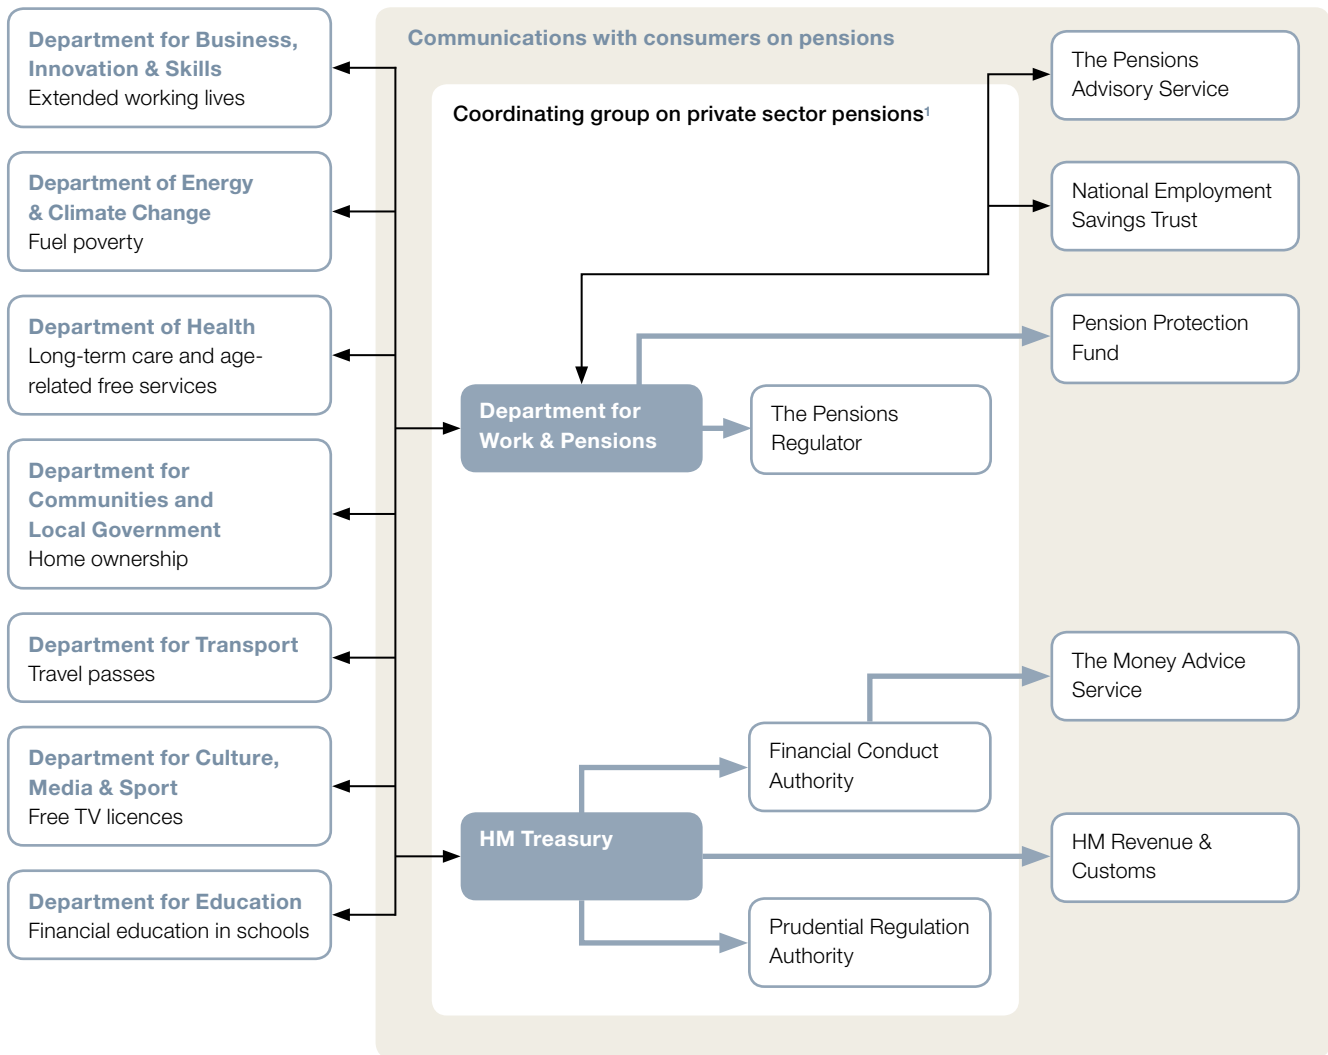 Department for Business,
Innovation & Skills
Extended working lives
Department of Energy
& Climate Change
Fuel poverty
Department of Health
Long-term care and age-
related free services
Department for
Communities and
Local Government
Home ownership
Department for Transport
Travel passes
Department for Culture,
Media & Sport
Free TV licences
Department for Education
Financial education in schools
Communications with consumers on pensions
Coordinating group on private sector pensions¹
Department for
Work & Pensions
The Pensions
Regulator
HM Treasury
Financial Conduct
Authority
Prudential Regulation
Authority
The Pensions
Advisory Service
National Employment
Savings Trust
Pension Protection
Fund
The Money Advice
Service
HM Revenue &
Customs